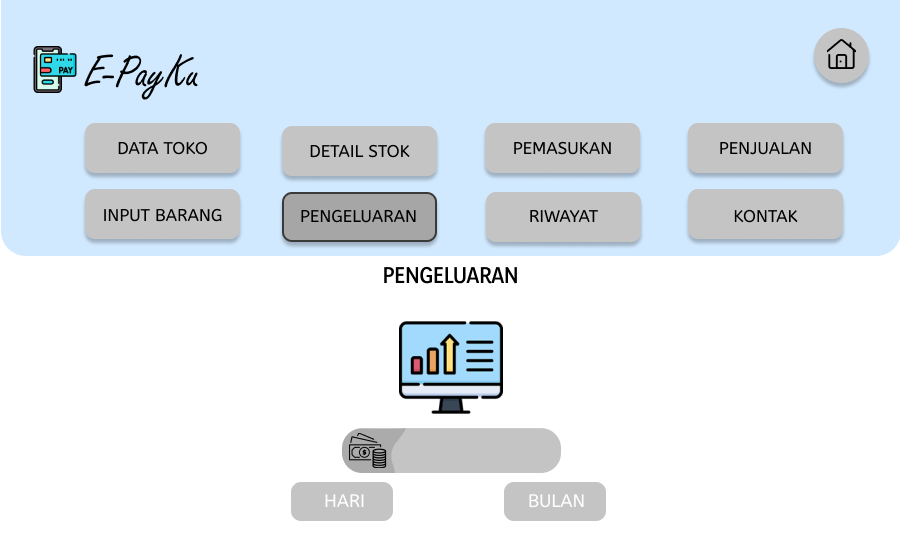 PAY
E-PayKu
DATA TOKO
DETAIL STOK
PEMASUKAN
PENJUALAN
INPUT BARANG
PENGELUARAN
RIWAYAT
KONTAK
PENGELUARAN
HARI
BULAN